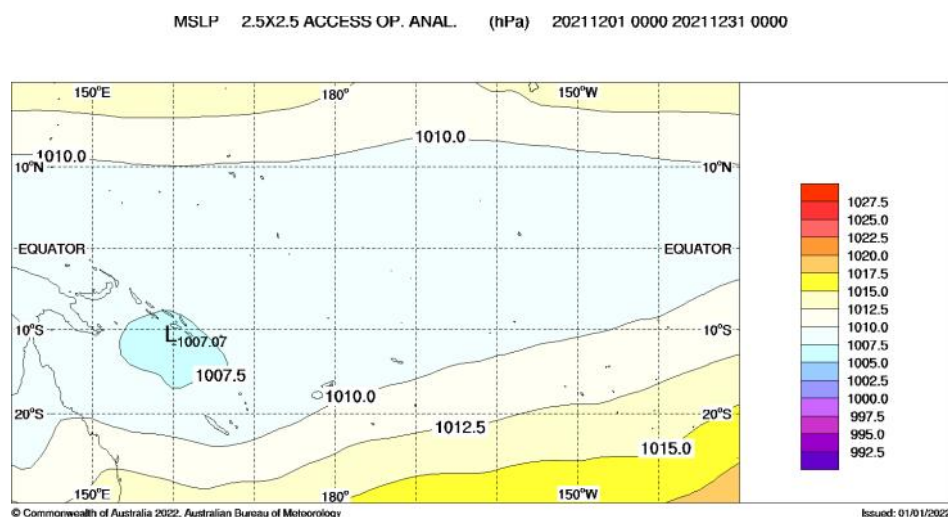 MSLP 2.5X2.5 ACCESS OP. ANAL. (hPa) 20211201 0000 20211231 0000
150°E 180° 150°W
1010.0 1010.0
10°N 10°N
EQUATOR EQUATOR
10°S 10°S
L 1007.07
1007.5
1010.0
20°S 1012.5 20°S
1015.0
150°E 180° 150°W
1027.5
1025.0
1022.5
1020.0
1017.5
1015.0
1012.5
1010.0
1007.5
1005.0
1002.5
1000.0
997.5
995.0
992.5
© Commonwealth of Australia 2022, Australian Bureau of Meteorology
Issued: 01/01/2022